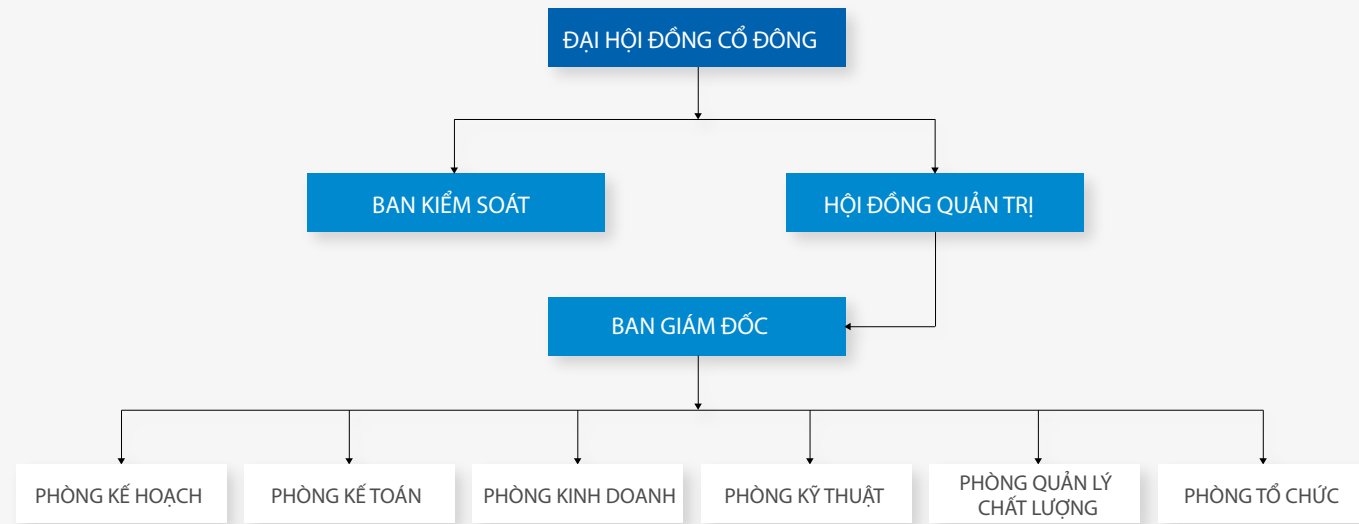 ĐẠI HỘI ĐỒNG CỔ ĐÔNG
BAN KIỂM SOÁT
HỘI ĐỒNG QUẢN TRỊ
BAN GIÁM ĐỐC
PHÒNG KẾ HOẠCH
PHÒNG KẾ TOÁN
PHÒNG KINH DOANH
PHÒNG KỸ THUẬT
PHÒNG QUẢN LÝ
CHẤT LƯỢNG
PHÒNG TỔ CHỨC